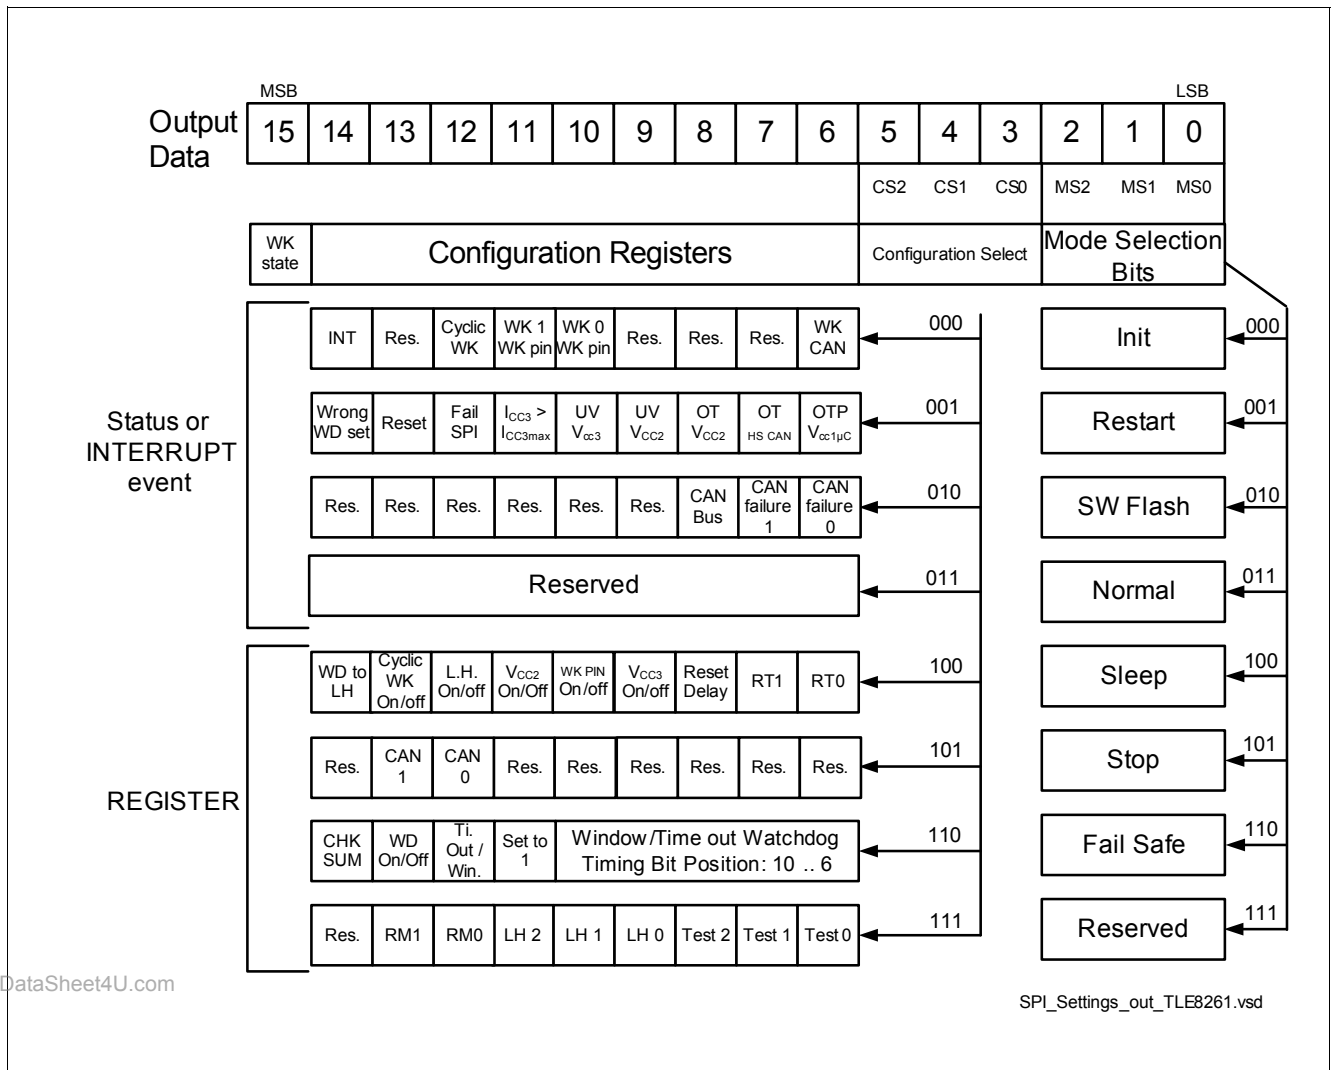 MSB LSB
Output Data 15 14 13 12 11 10 9 8 7 6 5 4 3 2 1 0
CS2 CS1 CS0 MS2 MS1 MS0
WK state Configuration Registers Configuration Select Mode Selection Bits
Status or INTERRUPT event
INT Res. Cyclic WK WK 1 WK pin WK 0 WK pin Res. Res. Res. WK CAN 000 Init 000
Wrong WD set Reset Fail SPI ICC3 > ICC3max UV Vcc3 UV VCC2 OT VCC2 OT HS CAN OTP Vcc1µC 001 Restart 001
Res. Res. Res. Res. Res. Res. CAN Bus CAN failure 1 CAN failure 0 010 SW Flash 010
Reserved 011 Normal 011
REGISTER
WD to LH Cyclic WK On/off L.H. On/off VCC2 On/Off WK PIN On/off VCC3 On/off Reset Delay RT1 RT0 100 Sleep 100
Res. CAN 1 CAN 0 Res. Res. Res. Res. Res. Res. 101 Stop 101
CHK SUM WD On/Off Ti. Out / Win. Set to 1 Window/Time out Watchdog Timing Bit Position: 10 .. 6 110 Fail Safe 110
Res. RM1 RM0 LH 2 LH 1 LH 0 Test 2 Test 1 Test 0 111 Reserved 111
DataSheet4U.com
SPI_Settings_out_TLE8261.vsd